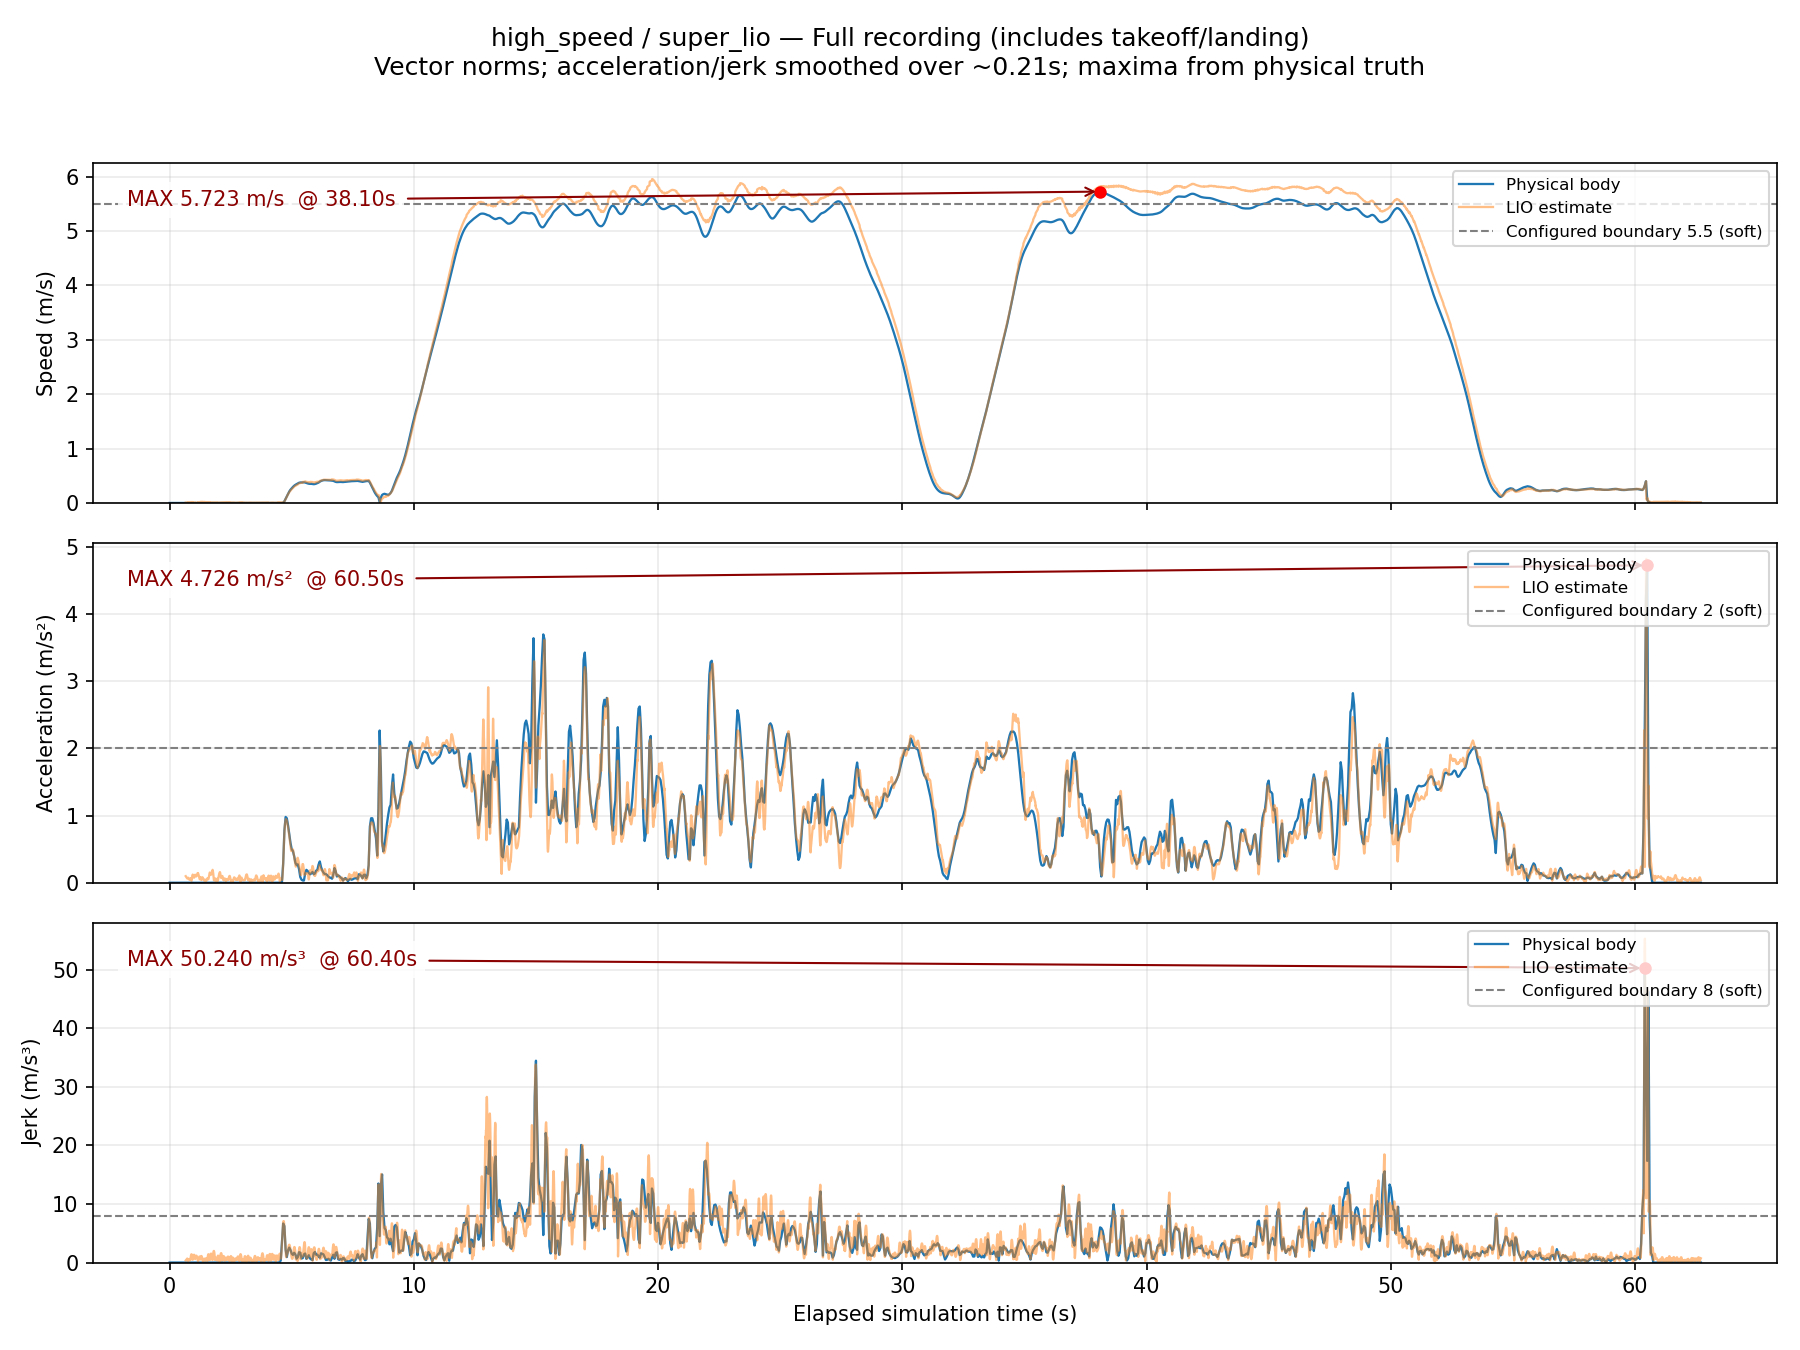 high_speed / super_lio — Full recording (includes takeoff/landing)
Vector norms; acceleration/jerk smoothed over ~0.21s; maxima from physical truth
Speed (m/s)
6
5
4
3
2
1
0
MAX 5.723 m/s  @ 38.10s
Physical body
LIO estimate
Configured boundary 5.5 (soft)
Acceleration (m/s²)
5
4
3
2
1
0
MAX 4.726 m/s²  @ 60.50s
Physical body
LIO estimate
Configured boundary 2 (soft)
Jerk (m/s³)
50
40
30
20
10
0
MAX 50.240 m/s³  @ 60.40s
Physical body
LIO estimate
Configured boundary 8 (soft)
0 10 20 30 40 50 60
Elapsed simulation time (s)